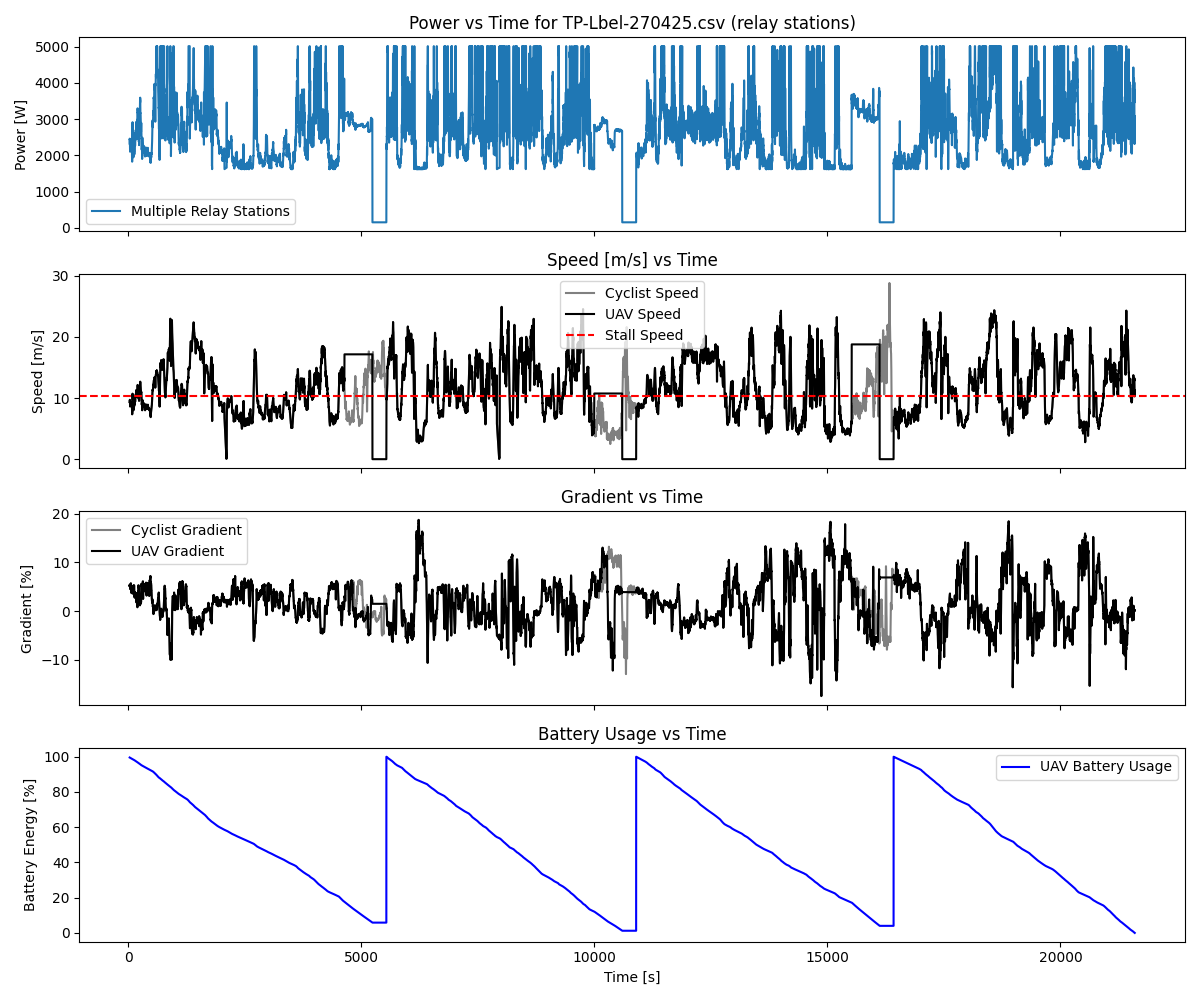 Power vs Time for TP-Lbel-270425.csv (relay stations)
5000
4000
3000
2000
1000
0
Power [W]
Multiple Relay Stations
Speed [m/s] vs Time
30
20
10
0
Speed [m/s]
Cyclist Speed
UAV Speed
Stall Speed
Gradient vs Time
20
10
0
−10
Gradient [%]
Cyclist Gradient
UAV Gradient
Battery Usage vs Time
100
80
60
40
20
0
Battery Energy [%]
UAV Battery Usage
0 5000 10000 15000 20000
Time [s]